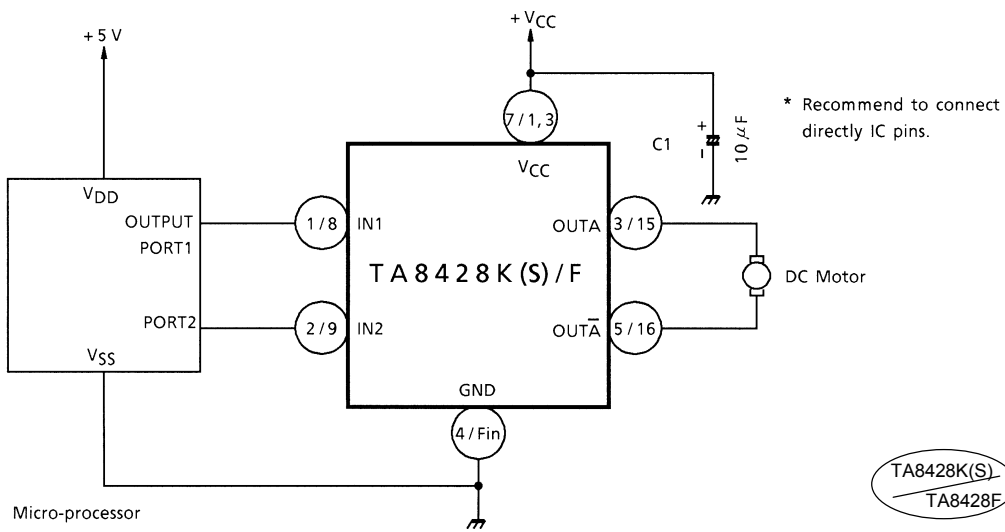 +5 V
+ VCC
7 / 1, 3
VCC
C1
+
–
10 μF
* Recommend to connect
directly IC pins.
VDD
OUTPUT
PORT1
PORT2
VSS
1 / 8
IN1
2 / 9
IN2
TA8428K(S)/F
OUTA
3 / 15
OUTA̅
5 / 16
DC Motor
GND
4 / Fin
Micro-processor
TA8428K(S)
TA8428F